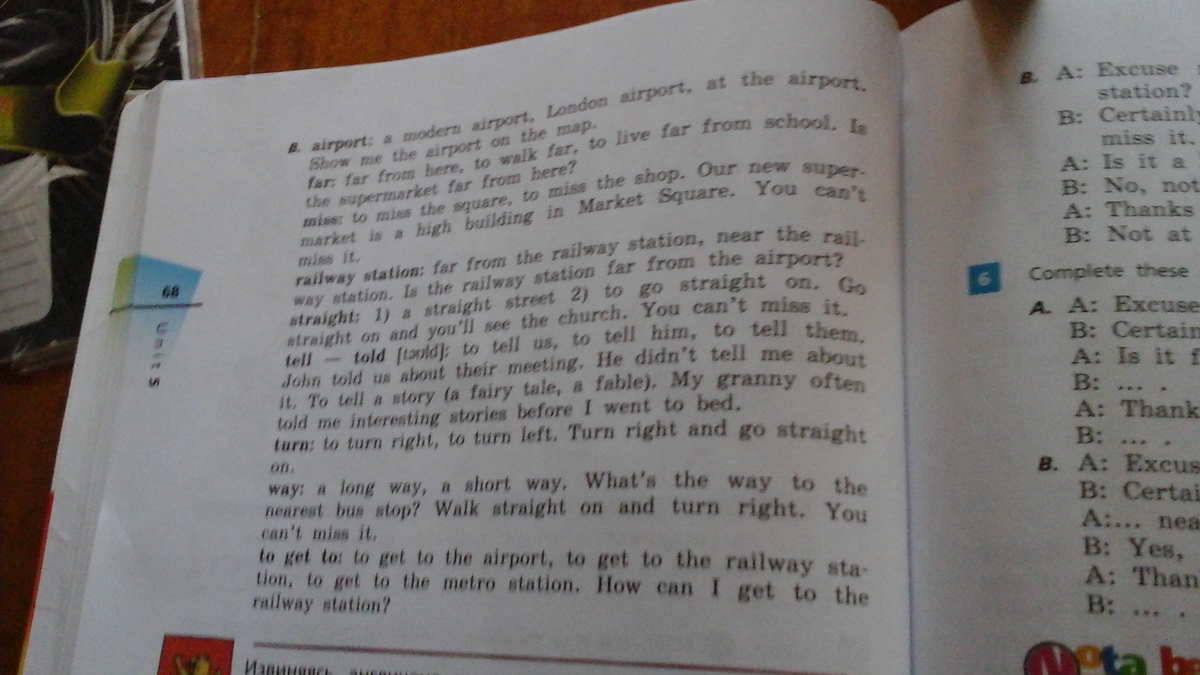 B. airport: a modern airport, London airport, at the airport.
Show me the airport on the map.
far: far from here, to walk far, to live far from school. Is
the supermarket far from here?
miss: to miss the square, to miss the shop. Our new super-
market is a high building in Market Square. You can't
miss it.
railway station: far from the railway station, near the rail-
way station. Is the railway station far from the airport?
straight: 1) a straight street 2) to go straight on. Go
straight on and you'll see the church. You can't miss it.
tell — told [təʊld]: to tell us, to tell him, to tell them.
John told us about their meeting. He didn't tell me about
it. To tell a story (a fairy tale, a fable). My granny often
told me interesting stories before I went to bed.
turn: to turn right, to turn left. Turn right and go straight
on.
way: a long way, a short way. What's the way to the
nearest bus stop? Walk straight on and turn right. You
can't miss it.
to get to: to get to the airport, to get to the railway sta-
tion, to get to the metro station. How can I get to the
railway station?
Извиняясь,
68
Unit 5
B. A: Excuse
station?
B: Certainly
miss it.
A: Is it a
B: No, not
A: Thanks
B: Not at
6 Complete these
A. A: Excuse
B: Certain
A: Is it f
B: ... .
A: Thank
B: ... .
B. A: Excus
B: Certai
A:... nea
B: Yes,
A: Than
B: ... .
Nota be